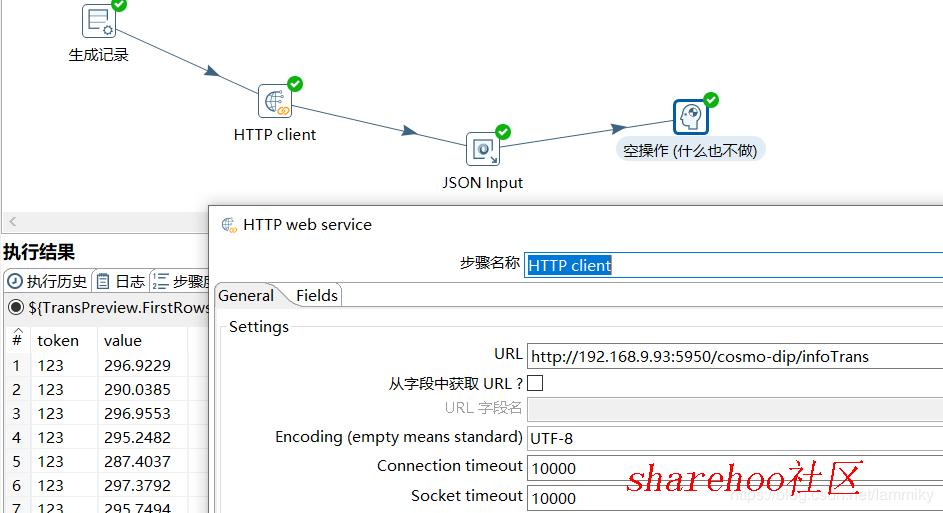 生成记录
HTTP client
JSON Input
空操作 (什么也不做)
HTTP web service
步骤名称 HTTP client
General Fields
Settings
URL http://192.168.9.93:5950/cosmo-dip/infoTrans
从字段中获取 URL ?
URL 字段名
Encoding (empty means standard) UTF-8
Connection timeout 10000
Socket timeout 10000
执行结果
执行历史 日志 步骤
${TransPreview.FirstRows
# token value
1 123 296.9229
2 123 290.0385
3 123 296.9553
4 123 295.2482
5 123 287.4037
6 123 297.3792
7 123 295.7494
sharehoo社区
https://blog.csdn.net/lammiky